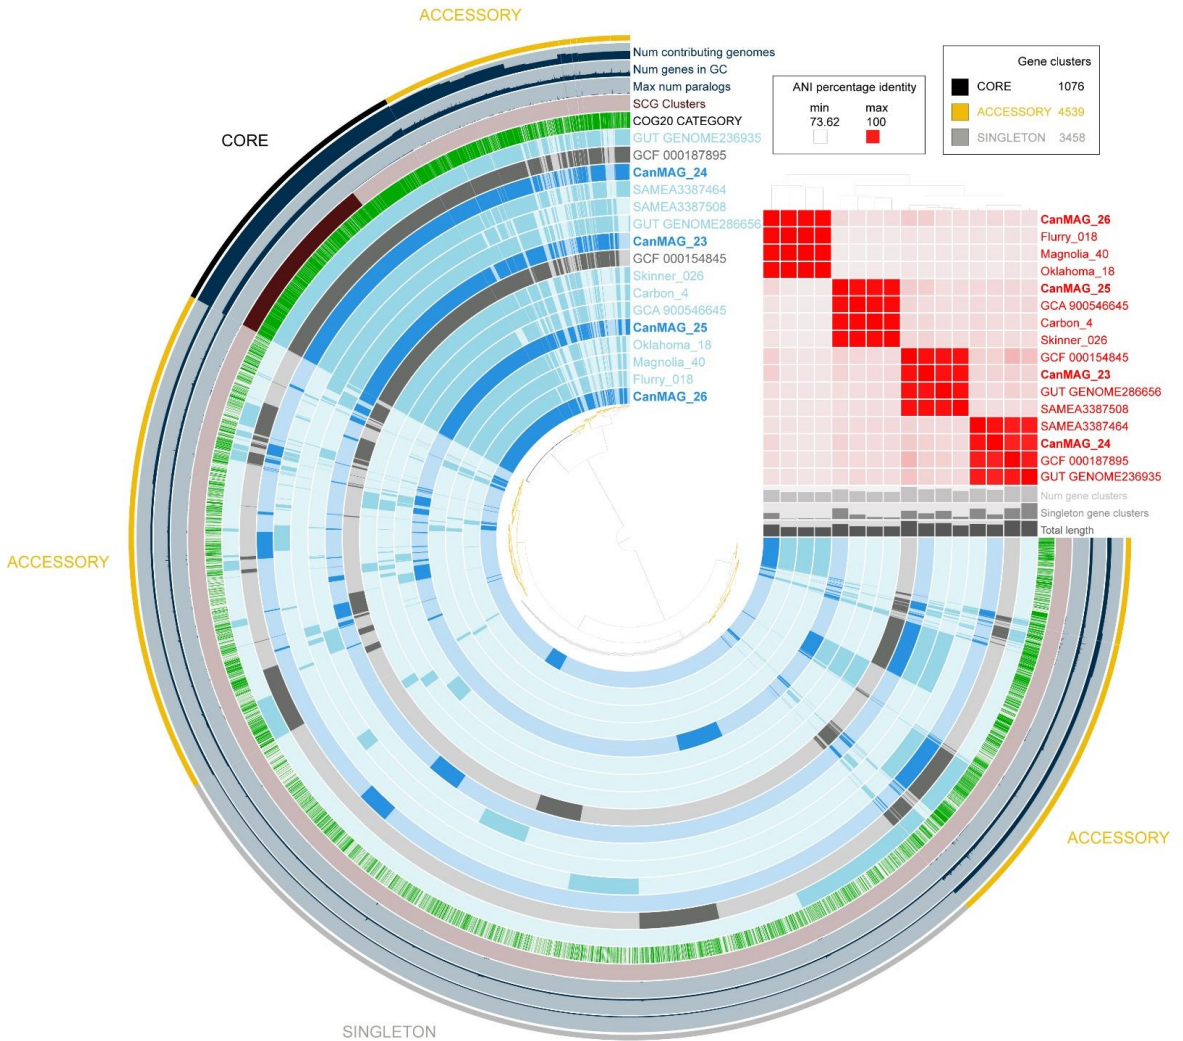 ACCESSORY
Num contributing genomes
Num genes in GC
Max num paralogs
SCG Clusters
COG20 CATEGORY
GUT GENOME236935
GCF 000187895
CanMAG_24
SAMEA3387464
SAMEA3387508
GUT GENOME286656
CanMAG_23
GCF 000154845
Skinner_026
Carbon_4
GCA 900546645
CanMAG_25
Oklahoma_18
Magnolia_40
Flurry_018
CanMAG_26
CORE
ANI percentage identity
min max
73.62 100
Gene clusters
CORE 1076
ACCESSORY 4539
SINGLETON 3458
CanMAG_26
Flurry_018
Magnolia_40
Oklahoma_18
CanMAG_25
GCA 900546645
Carbon_4
Skinner_026
GCF 000154845
CanMAG_23
GUT GENOME286656
SAMEA3387508
SAMEA3387464
CanMAG_24
GCF 000187895
GUT GENOME236935
Num gene clusters
Singleton gene clusters
Total length
ACCESSORY
ACCESSORY
SINGLETON